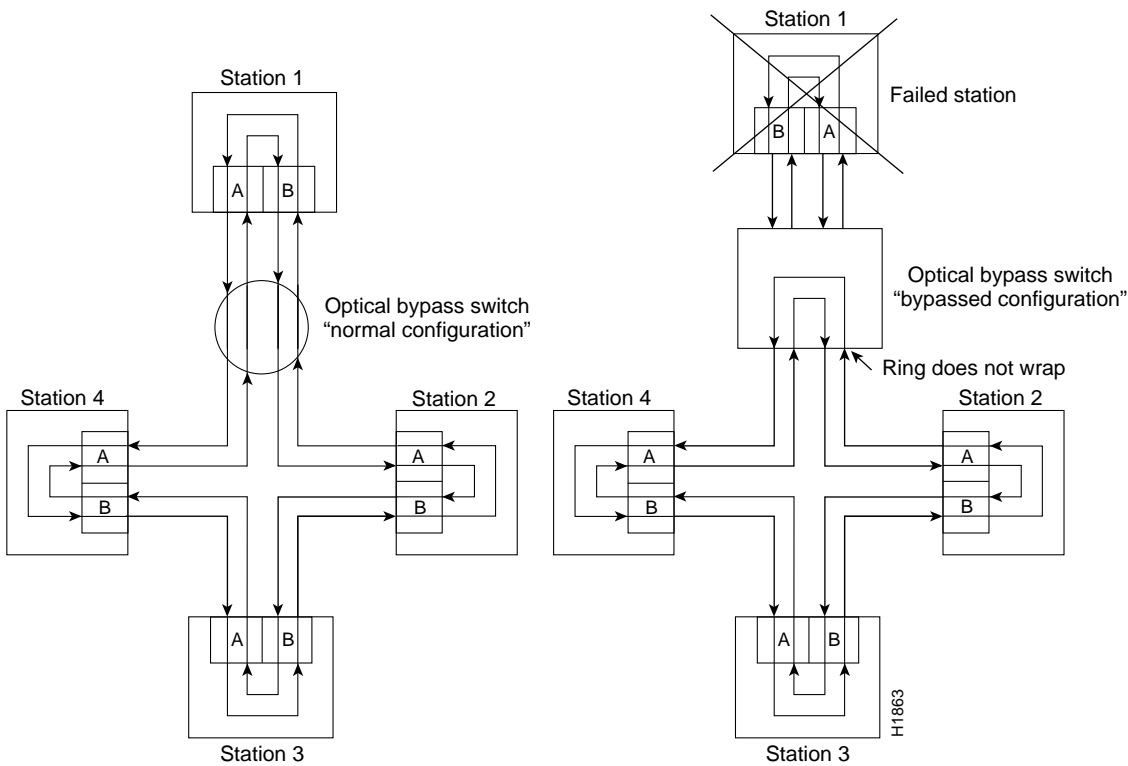 Station 1
A B
Optical bypass switch
“normal configuration”
Station 4
A
B
Station 2
A
B
A B
Station 3
Station 1
Failed station
B A
Optical bypass switch
“bypassed configuration”
Ring does not wrap
Station 4
A
B
Station 2
A
B
A B
Station 3
H1863